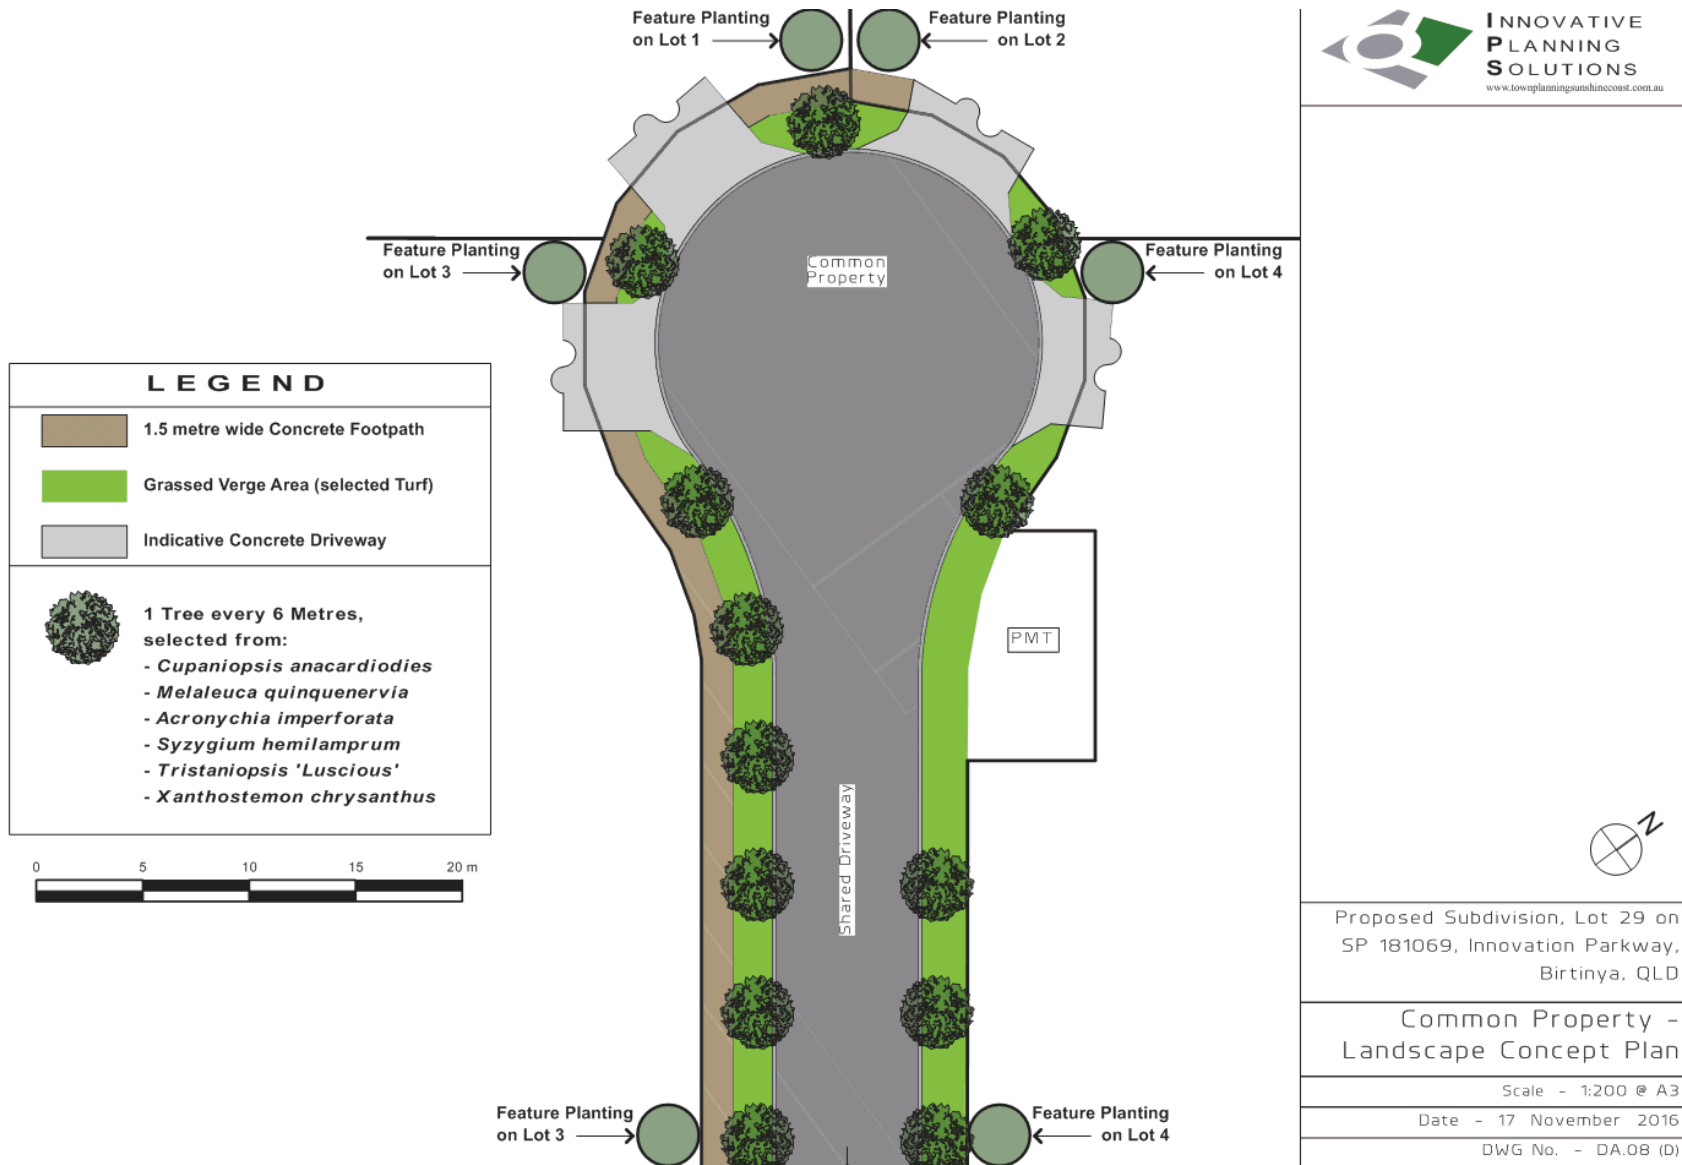 Feature Planting
on Lot 1
Feature Planting
on Lot 2
INNOVATIVE
PLANNING
SOLUTIONS
www.townplanningsunshinecoast.com.au
Feature Planting
on Lot 3
Common
Property
Feature Planting
on Lot 4
LEGEND
1.5 metre wide Concrete Footpath
Grassed Verge Area (selected Turf)
Indicative Concrete Driveway
1 Tree every 6 Metres,
selected from:
- Cupaniopsis anacardiodies
- Melaleuca quinquenervia
- Acronychia imperforata
- Syzygium hemilamprum
- Tristaniopsis 'Luscious'
- Xanthostemon chrysanthus
0 5 10 15 20 m
PMT
Shared Driveway
N
Feature Planting
on Lot 3
Feature Planting
on Lot 4
Proposed Subdivision, Lot 29 on
SP 181069, Innovation Parkway,
Birtinya, QLD
Common Property -
Landscape Concept Plan
Scale - 1:200 @ A3
Date - 17 November 2016
DWG No. - DA.08 (D)